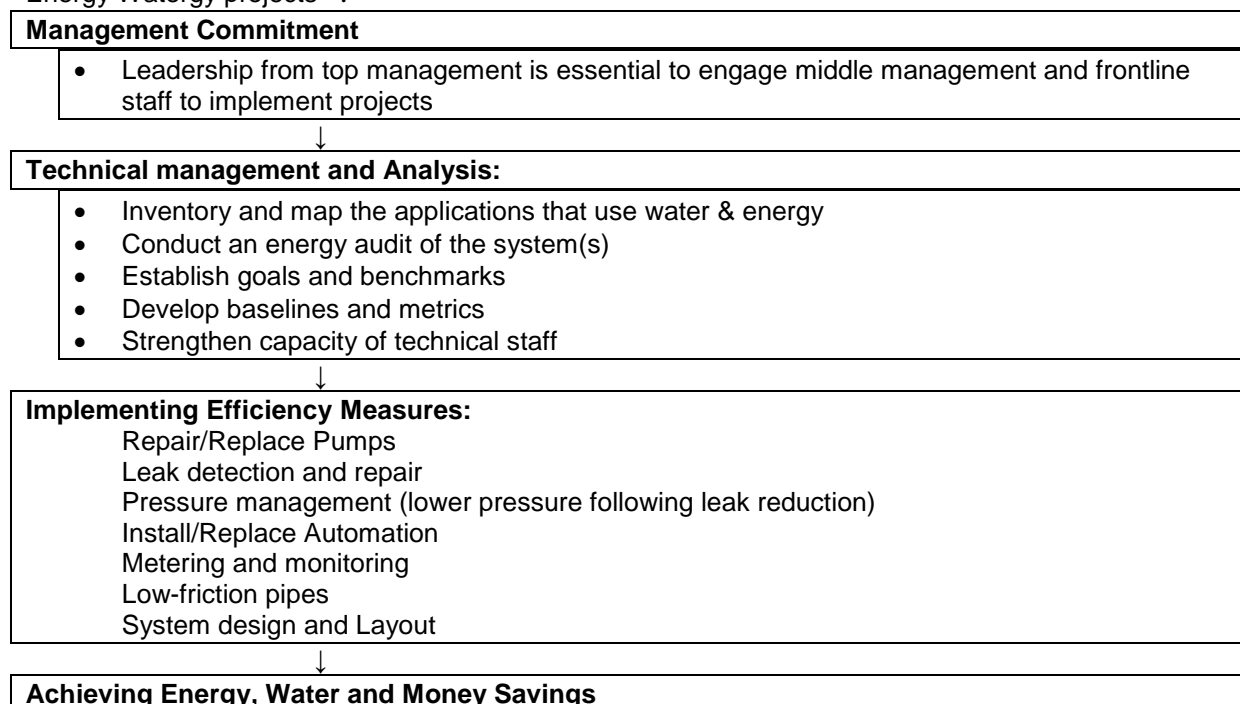 Energy Watergy projects
Management Commitment
• Leadership from top management is essential to engage middle management and frontline
staff to implement projects
↓
Technical management and Analysis:
• Inventory and map the applications that use water & energy
• Conduct an energy audit of the system(s)
• Establish goals and benchmarks
• Develop baselines and metrics
• Strengthen capacity of technical staff
↓
Implementing Efficiency Measures:
Repair/Replace Pumps
Leak detection and repair
Pressure management (lower pressure following leak reduction)
Install/Replace Automation
Metering and monitoring
Low-friction pipes
System design and Layout
↓
Achieving Energy, Water and Money Savings